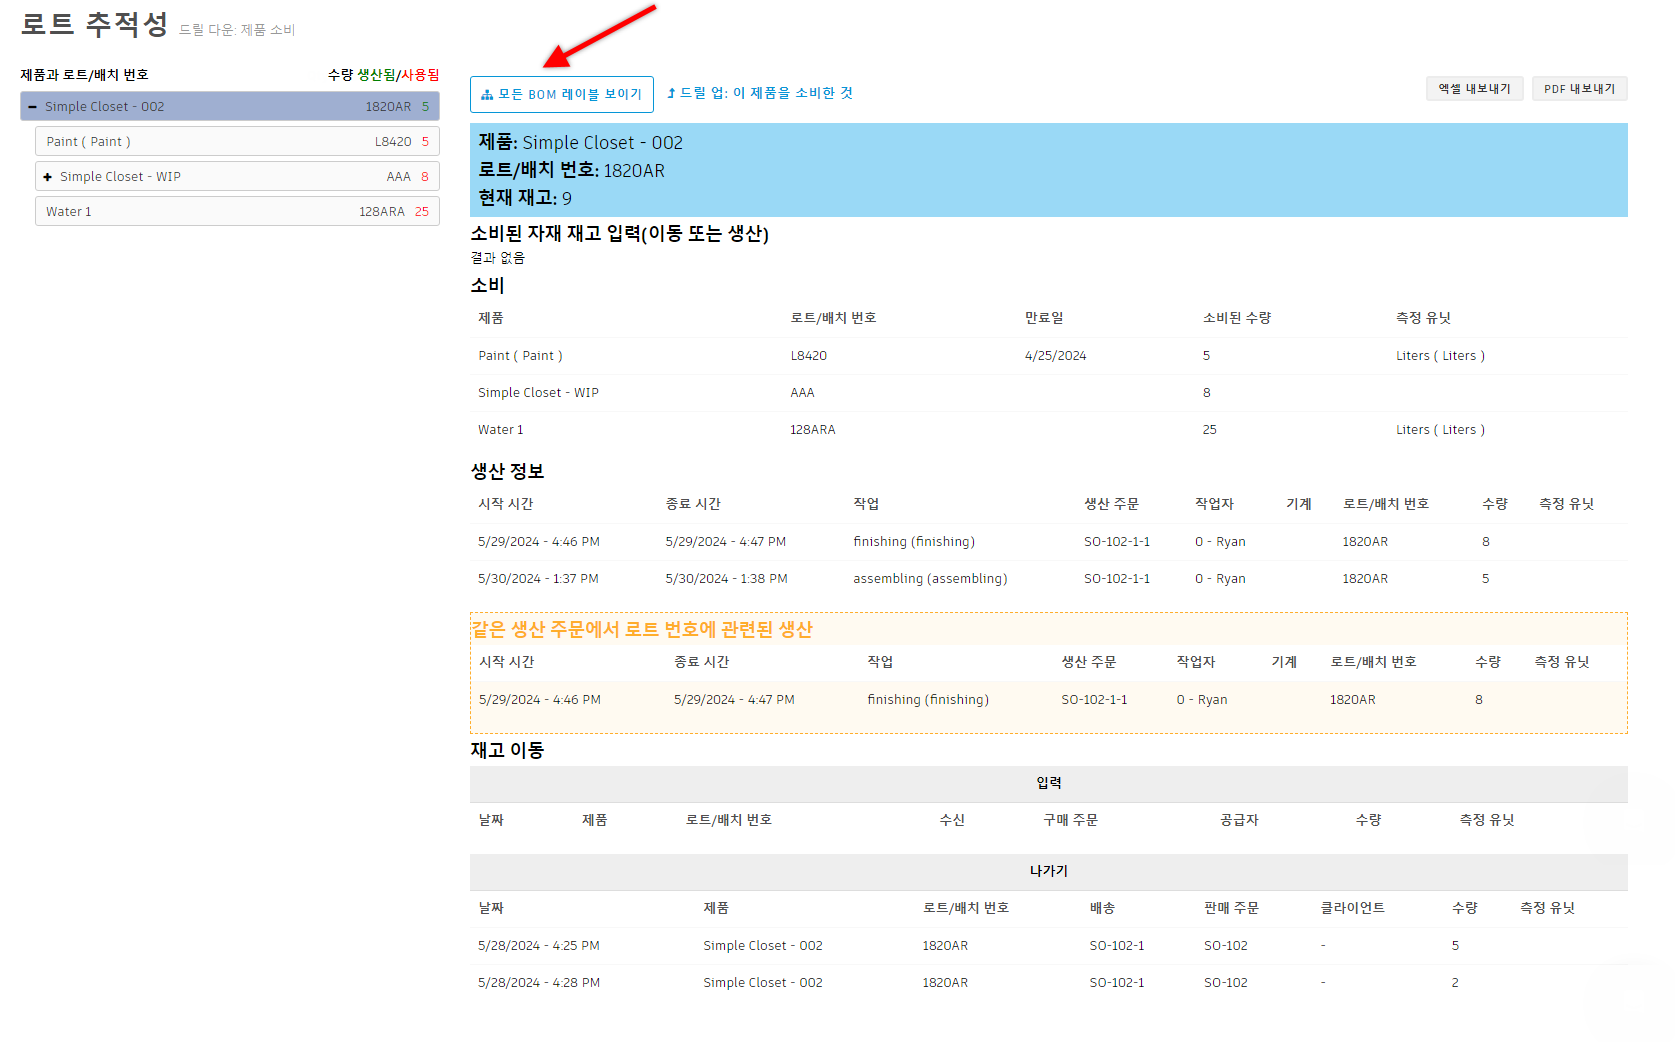 로트 추적성 드릴 다운: 제품 소비
제품과 로트/배치 번호 수량 생산됨/사용됨
Simple Closet - 002 1820AR 5
Paint ( Paint ) L8420 5
Simple Closet - WIP AAA 8
Water 1 128ARA 25
모든 BOM 레이블 보이기 드릴 업: 이 제품을 소비한 것 엑셀 내보내기 PDF 내보내기
제품: Simple Closet - 002
로트/배치 번호: 1820AR
현재 재고: 9
소비된 자재 재고 입력(이동 또는 생산)
결과 없음
소비
제품 로트/배치 번호 만료일 소비된 수량 측정 유닛
Paint ( Paint ) L8420 4/25/2024 5 Liters ( Liters )
Simple Closet - WIP AAA 8
Water 1 128ARA 25 Liters ( Liters )
생산 정보
시작 시간 종료 시간 작업 생산 주문 작업자 기계 로트/배치 번호 수량 측정 유닛
5/29/2024 - 4:46 PM 5/29/2024 - 4:47 PM finishing (finishing) SO-102-1-1 0 - Ryan 1820AR 8
5/30/2024 - 1:37 PM 5/30/2024 - 1:38 PM assembling (assembling) SO-102-1-1 0 - Ryan 1820AR 5
같은 생산 주문에서 로트 번호에 관련된 생산
시작 시간 종료 시간 작업 생산 주문 작업자 기계 로트/배치 번호 수량 측정 유닛
5/29/2024 - 4:46 PM 5/29/2024 - 4:47 PM finishing (finishing) SO-102-1-1 0 - Ryan 1820AR 8
재고 이동
입력
날짜 제품 로트/배치 번호 수신 구매 주문 공급자 수량 측정 유닛
나가기
날짜 제품 로트/배치 번호 배송 판매 주문 클라이언트 수량 측정 유닛
5/28/2024 - 4:25 PM Simple Closet - 002 1820AR SO-102-1 SO-102 - 5
5/28/2024 - 4:28 PM Simple Closet - 002 1820AR SO-102-1 SO-102 - 2